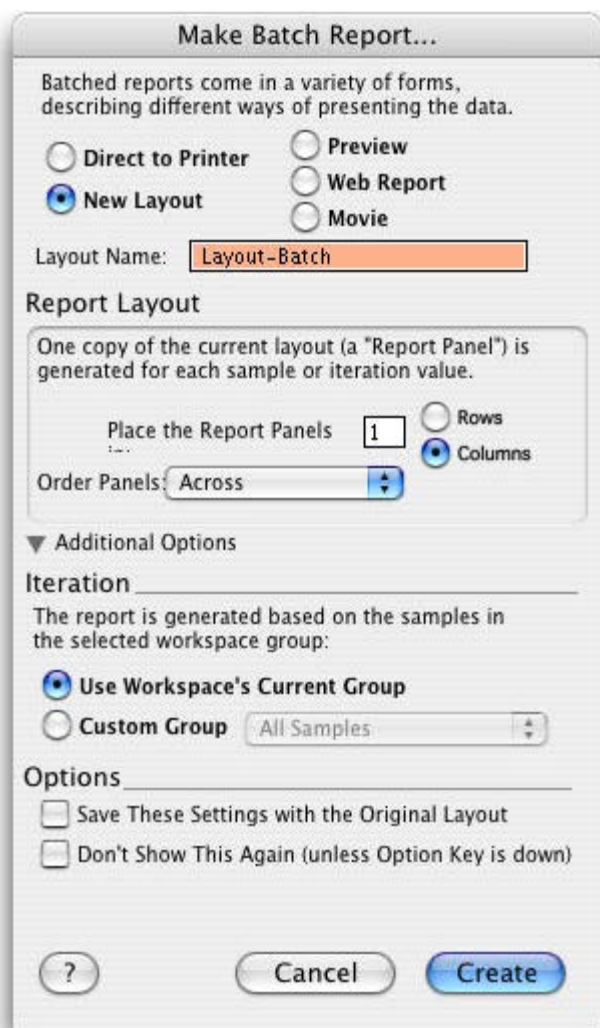 Make Batch Report...
Batched reports come in a variety of forms,
describing different ways of presenting the data.
Direct to Printer
Preview
New Layout
Web Report
Movie
Layout Name: Layout-Batch
Report Layout
One copy of the current layout (a "Report Panel") is
generated for each sample or iteration value.
Place the Report Panels 1 Rows
Columns
Order Panels: Across
Additional Options
Iteration
The report is generated based on the samples in
the selected workspace group:
Use Workspace's Current Group
Custom Group All Samples
Options
Save These Settings with the Original Layout
Don't Show This Again (unless Option Key is down)
? Cancel Create